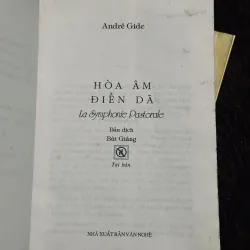 André Gide
HÒA ÂM
ĐIỀN DÃ
La Symphonie Pastorale
Bản dịch
Bùi Giáng
Tái bản
NHÀ XUẤT BẢN VĂN NGHỆ